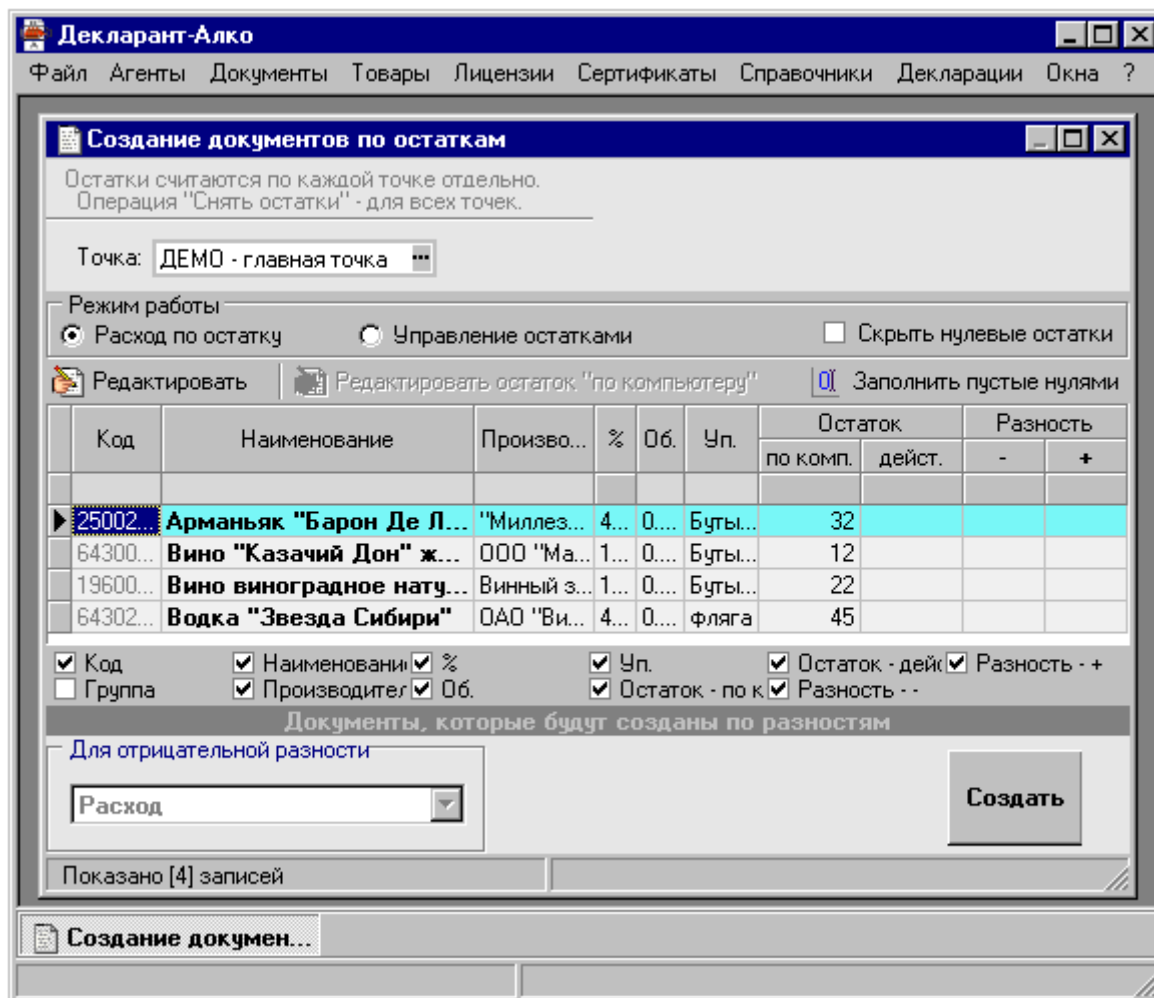 Декларант-Алко
Файл Агенты Документы Товары Лицензии Сертификаты Справочники Декларации Окна ?
Создание документов по остаткам
Остатки считаются по каждой точке отдельно.
Операция "Снять остатки" - для всех точек.
Точка: ДЕМО - главная точка ...
Режим работы
Расход по остатку Управление остатками Скрыть нулевые остатки
Редактировать Редактировать остаток "по компьютеру" 0 Заполнить пустые нулями
Код Наименование Произво... % Об. Уп. Остаток Разность
по комп. дейст. - +
25002... Арманьяк "Барон Де Л... "Миллез... 4... 0.... Буты... 32
64300... Вино "Казачий Дон" ж... ООО "Ма... 1... 0.... Буты... 12
19600... Вино виноградное нату... Винный з... 1... 0.... Буты... 22
64302... Водка "Звезда Сибири" ОАО "Ви... 4... 0.... фляга 45
Код Наименовани % Уп. Остаток - дейс Разность - +
Группа Производител Об. Остаток - по к Разность - -
Документы, которые будут созданы по разностям
Для отрицательной разности
Расход
Создать
Показано [4] записей
Создание докумен...